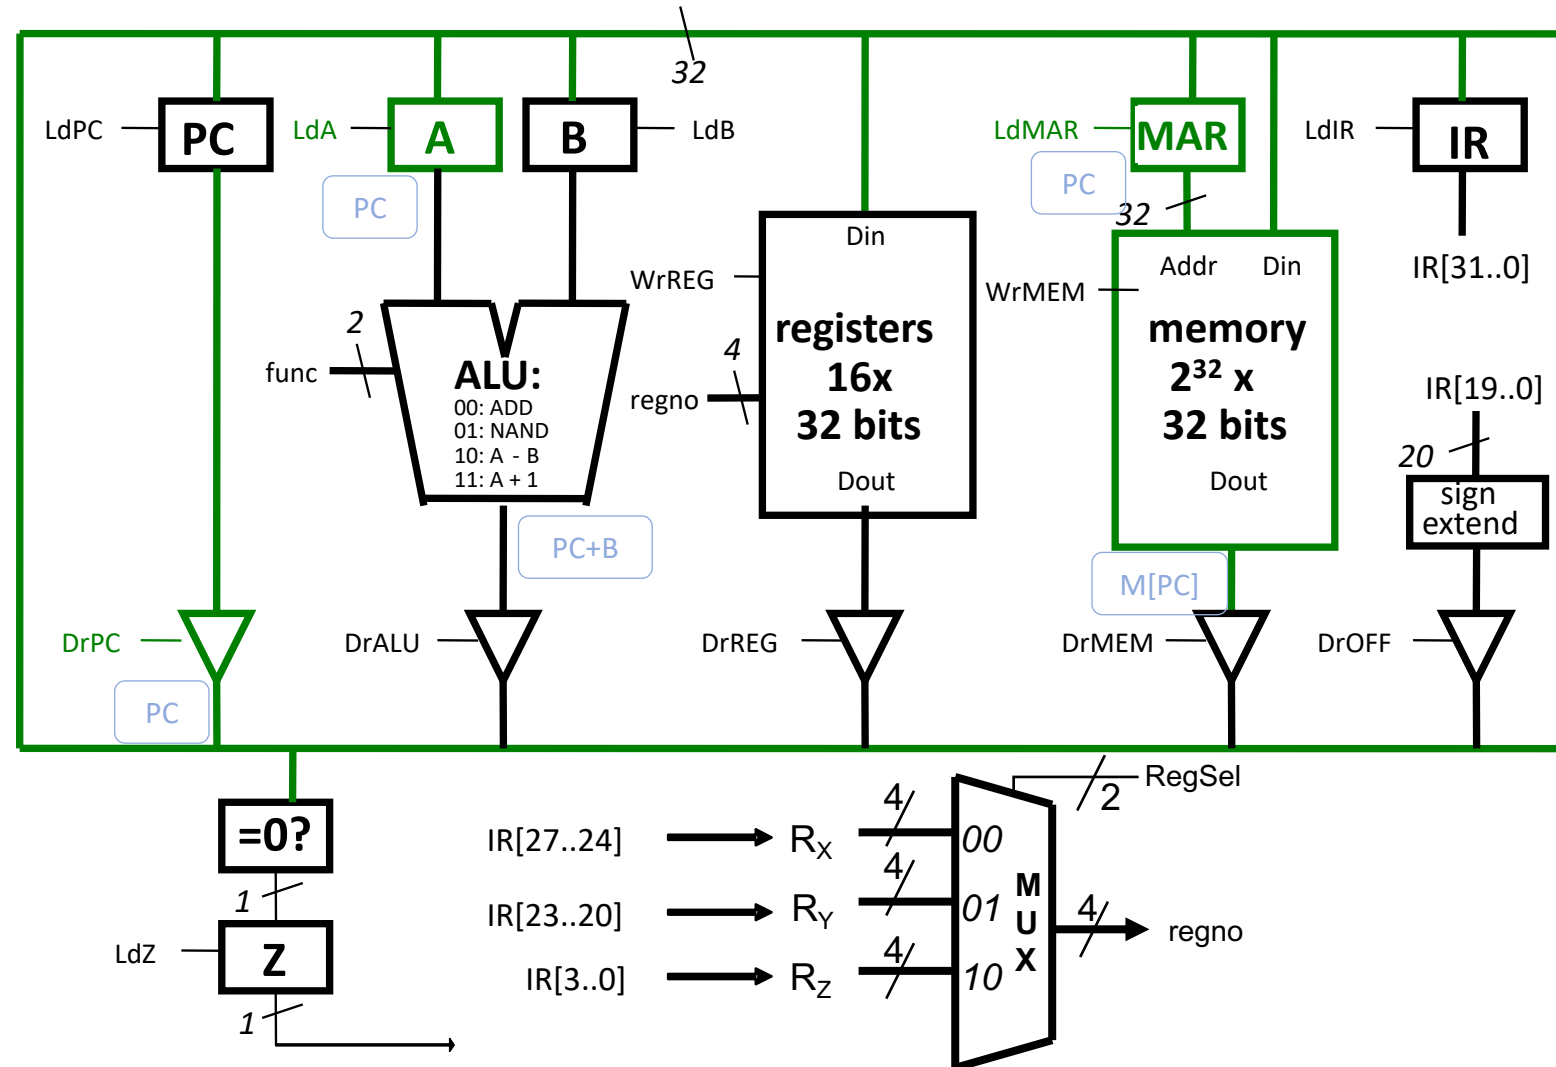 32
LdPC
PC
LdA
A
B
LdB
LdMAR
MAR
LdIR
IR
PC
PC
32
Din
Addr
Din
IR[31..0]
WrREG
WrMEM
2
registers
16x
32 bits
memory
2³² x
32 bits
4
func
ALU:
00: ADD
01: NAND
10: A - B
11: A + 1
regno
IR[19..0]
20
Dout
Dout
sign
extend
PC+B
M[PC]
DrPC
DrALU
DrREG
DrMEM
DrOFF
PC
RegSel
2
=0?
1
LdZ
Z
1
IR[27..24]
RX
4
00
IR[23..20]
RY
4
01
IR[3..0]
RZ
4
10
M
U
X
4
regno